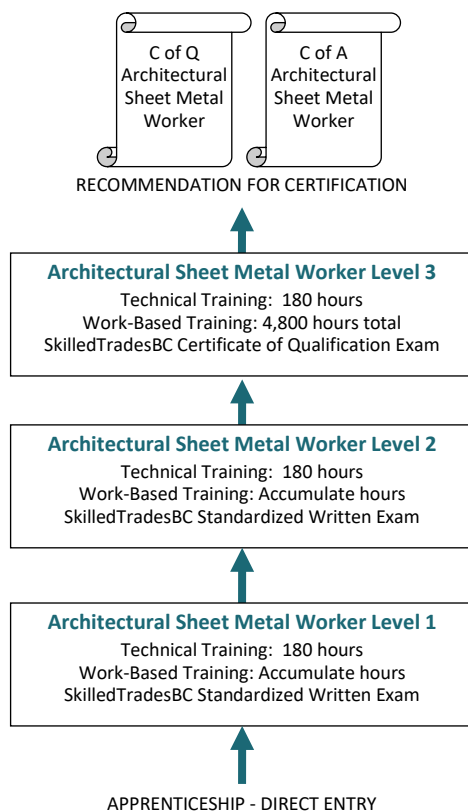 C of Q
Architectural
Sheet Metal
Worker
C of A
Architectural
Sheet Metal
Worker
RECOMMENDATION FOR CERTIFICATION
Architectural Sheet Metal Worker Level 3
Technical Training: 180 hours
Work-Based Training: 4,800 hours total
SkilledTradesBC Certificate of Qualification Exam
Architectural Sheet Metal Worker Level 2
Technical Training: 180 hours
Work-Based Training: Accumulate hours
SkilledTradesBC Standardized Written Exam
Architectural Sheet Metal Worker Level 1
Technical Training: 180 hours
Work-Based Training: Accumulate hours
SkilledTradesBC Standardized Written Exam
APPRENTICESHIP - DIRECT ENTRY